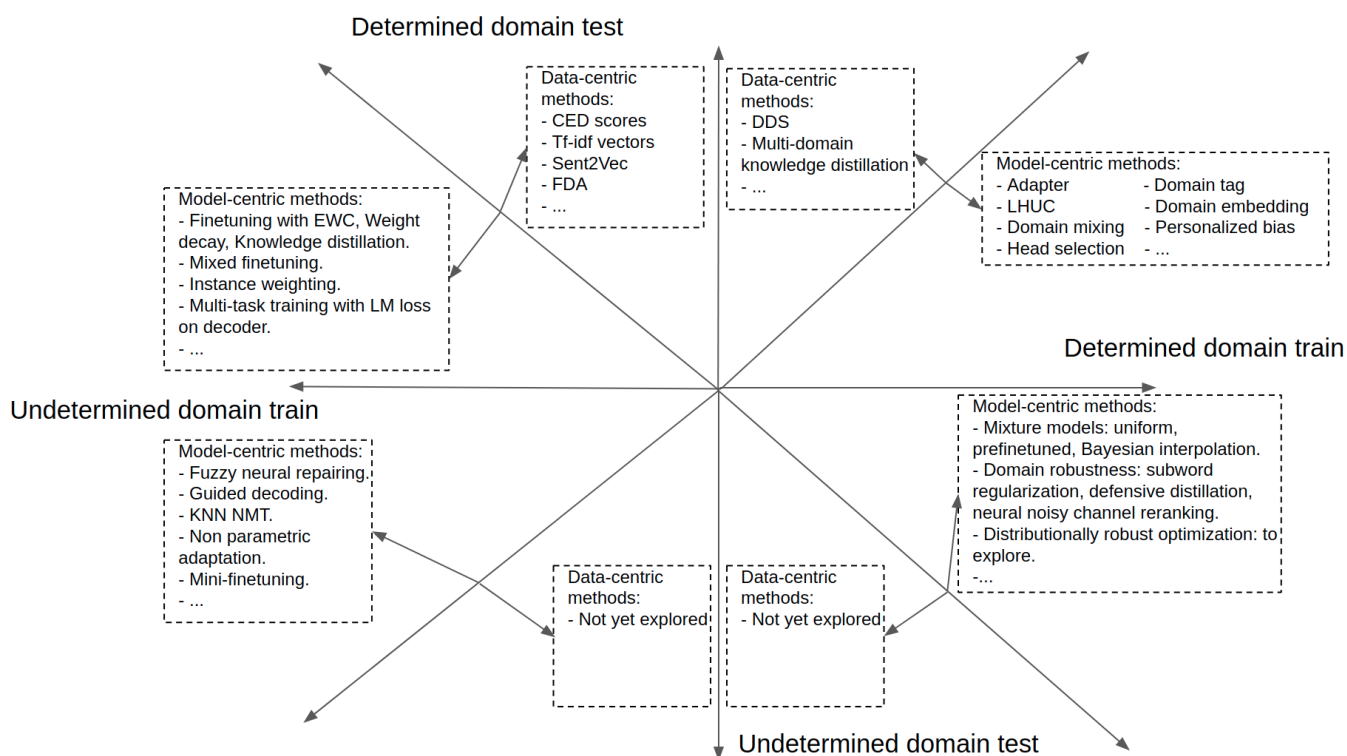 Determined domain test
Data-centric
methods:
- CED scores
- Tf-idf vectors
- Sent2Vec
- FDA
- ...
Data-centric
methods:
- DDS
- Multi-domain
knowledge distillation
- ...
Model-centric methods:
- Adapter - Domain tag
- LHUC - Domain embedding
- Domain mixing - Personalized bias
- Head selection - ...
Model-centric methods:
- Finetuning with EWC, Weight
decay, Knowledge distillation.
- Mixed finetuning.
- Instance weighting.
- Multi-task training with LM loss
on decoder.
- ...
Determined domain train
Undetermined domain train
Model-centric methods:
- Fuzzy neural repairing.
- Guided decoding.
- KNN NMT.
- Non parametric
adaptation.
- Mini-finetuning.
- ...
Data-centric
methods:
- Not yet explored
Data-centric
methods:
- Not yet explored
Model-centric methods:
- Mixture models: uniform,
prefinetuned, Bayesian interpolation.
- Domain robustness: subword
regularization, defensive distillation,
neural noisy channel reranking.
- Distributionally robust optimization: to
explore.
-...
Undetermined domain test